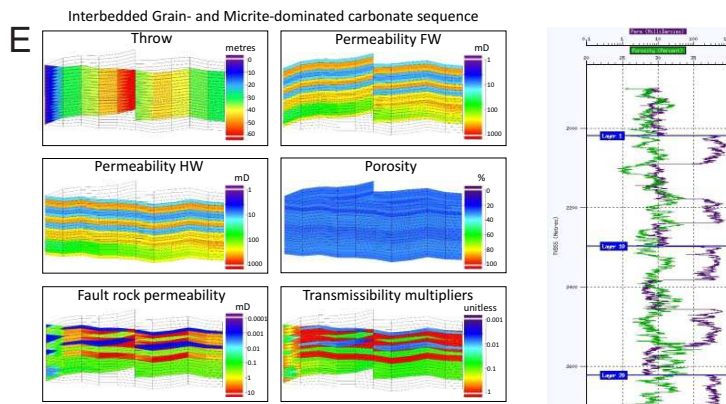 Interbedded Grain- and Micrite-dominated carbonate sequence
E
Throw
metres
0
10
20
30
40
50
60
Permeability FW
mD
1
10
100
1000
Permeability HW
mD
1
10
100
1000
Porosity
%
0
20
40
60
80
100
Fault rock permeability
mD
0.0001
0.001
0.01
0.1
1
10
Transmissibility multipliers
unitless
0.001
0.01
0.1
1
Perm (Millidarcies)
Porosity (Percent)
TVDSS (Metres)
2000
2200
2400
2600
Layer 1
Layer 10
Layer 20